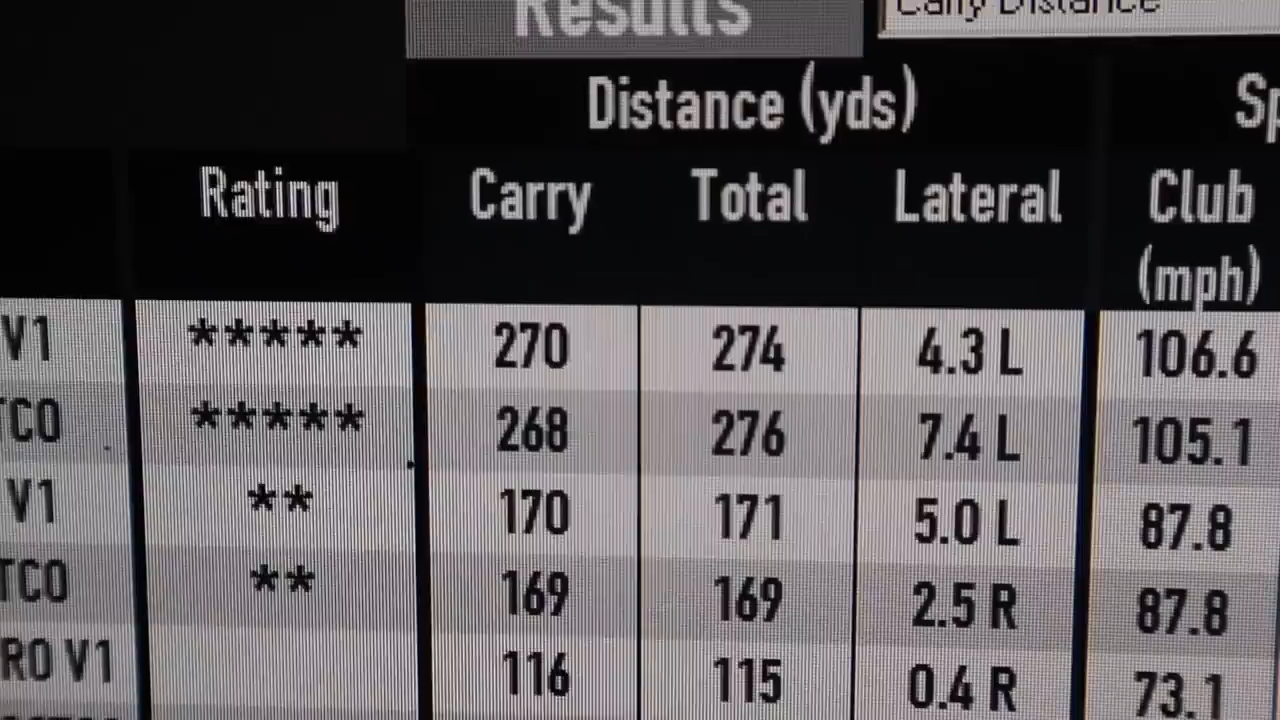 Results
Carry Distance
Distance (yds)
Rating Carry Total Lateral Club
(mph)
V1 ***** 270 274 4.3 L 106.6
TCO ***** 268 276 7.4 L 105.1
V1 ** 170 171 5.0 L 87.8
TCO ** 169 169 2.5 R 87.8
RO V1 116 115 0.4 R 73.1